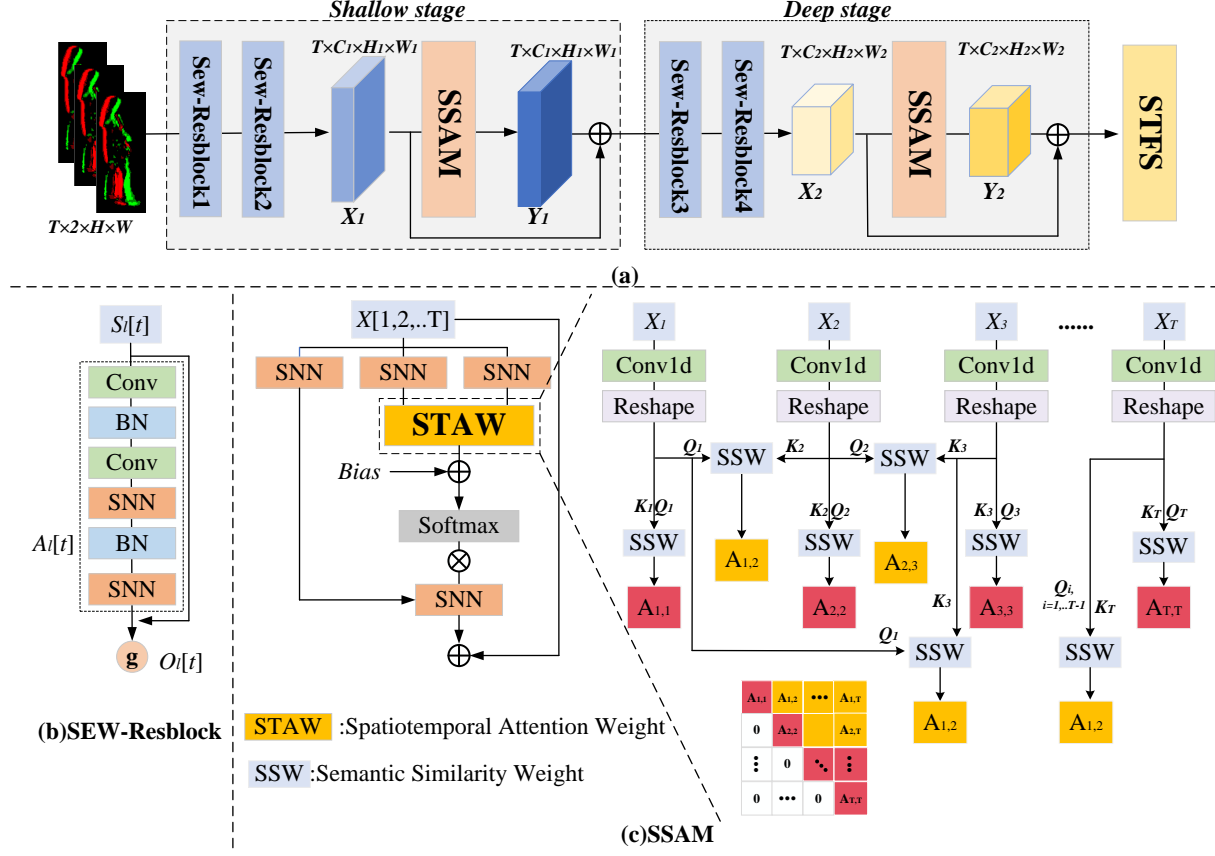 Shallow stage
Deep stage
T×2×H×W
Sew-Resblock1
Sew-Resblock2
T×C1×H1×W1
X1
SSAM
T×C1×H1×W1
Y1
Sew-Resblock3
Sew-Resblock4
T×C2×H2×W2
X2
SSAM
T×C2×H2×W2
Y2
STFS
(a)
Sl[t]
Conv
BN
Conv
SNN
BN
SNN
Al[t]
g
Ol[t]
(b)SEW-Resblock
X[1,2,..T]
SNN
SNN
SNN
STAW
Bias
Softmax
SNN
STAW :Spatiotemporal Attention Weight
SSW :Semantic Similarity Weight
X1
X2
X3
......
XT
Conv1d
Conv1d
Conv1d
Conv1d
Reshape
Reshape
Reshape
Reshape
Q1
SSW
K2
Q2
SSW
K3
K1Q1
K2Q2
K3 Q3
KT QT
SSW
SSW
SSW
SSW
A1,2
A2,3
A1,1
A2,2
A3,3
AT,T
Q1
K3
Qi,
i=1,..T-1
KT
SSW
SSW
A1,2
A1,2
A1,1 A1,2 ••• A1,T
0 A2,2 A2,T
⋮ 0 ⋱ ⋮
0 ••• 0 AT,T
(c)SSAM